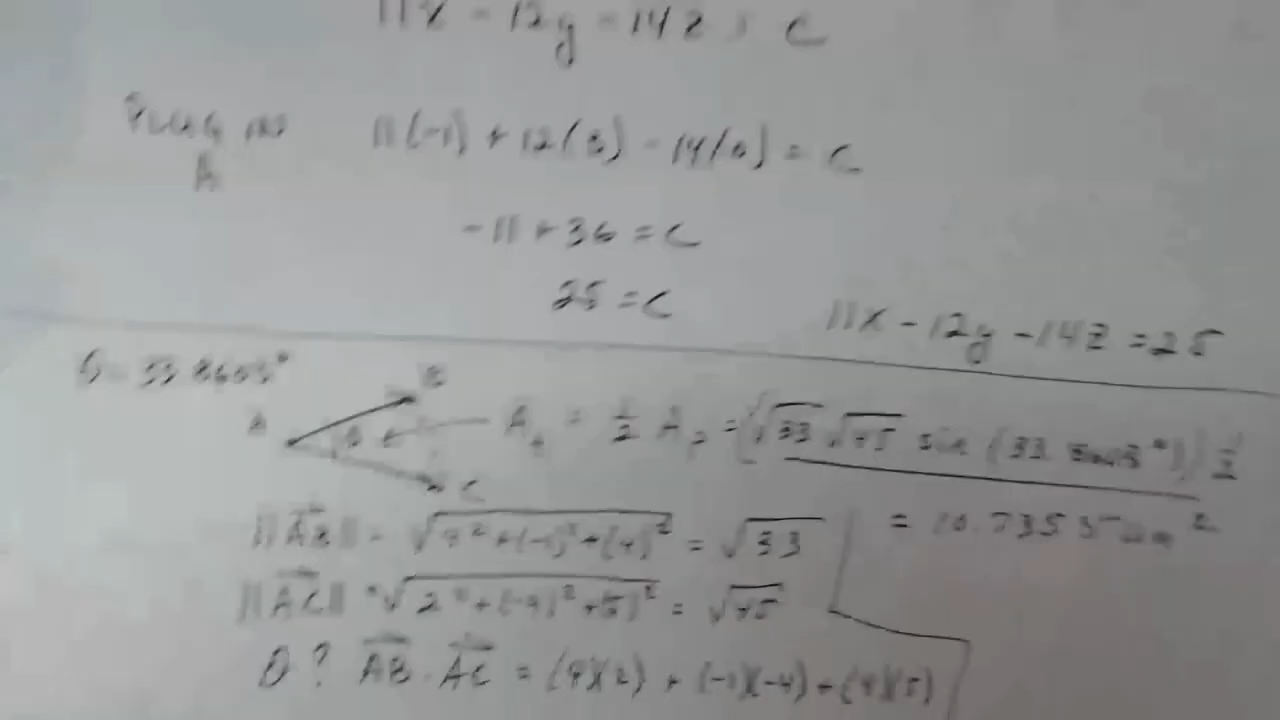 11x - 12y - 14z = C
Plug in 11(-1) + 12(3) - 14(0) = C
A
-11 + 36 = C
25 = C
11x - 12y - 14z = 25
θ = 33.8603°
B
A θ A = 1/2 A = (√33 √45 sin (33. °)) 1/2
C
||AB|| = √4² + (-1)² + (4)² = √33
= 10.735
||AC|| = √2² + (-4)² + (5)² = √45
θ? AB · AC = (4)(2) + (-1)(-4) + (4)(5)